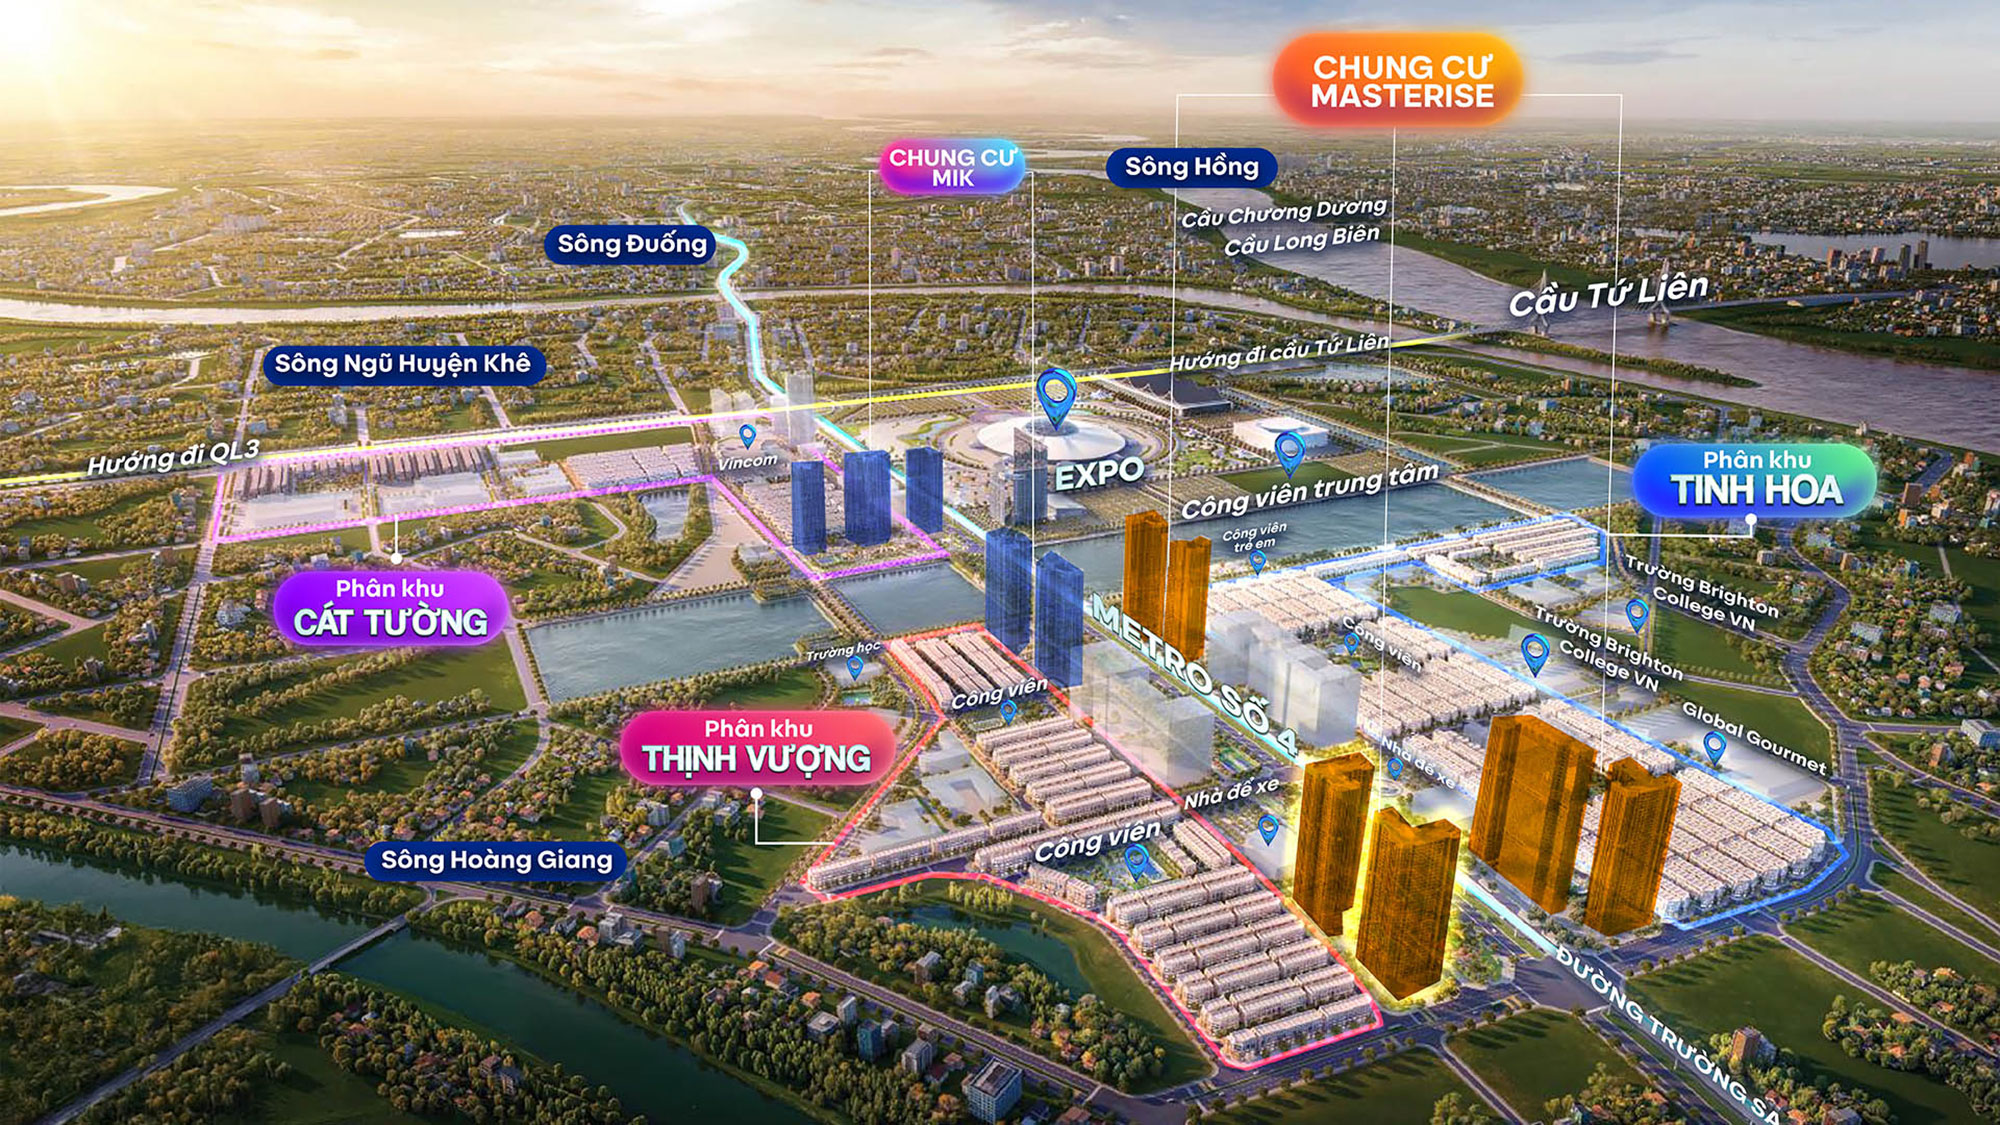 CHUNG CƯ
MASTERISE
CHUNG CƯ
MIK
Sông Hồng
Cầu Chương Dương
Cầu Long Biên
Sông Đuống
Cầu Tứ Liên
Hướng đi cầu Tứ Liên
Sông Ngũ Huyện Khê
Hướng đi QL3
Vincom
EXPO
Công viên trung tâm
Công viên
trẻ em
Phân khu
TINH HOA
Phân khu
CÁT TƯỜNG
Trường Brighton
College VN
Trường Brighton
College VN
METRO SỐ 4
Công viên
Trường học
Công viên
Global Gourmet
Phân khu
THỊNH VƯỢNG
Nhà để xe
Nhà để xe
Công viên
Sông Hoàng Giang
ĐƯỜNG TRƯỜNG SA